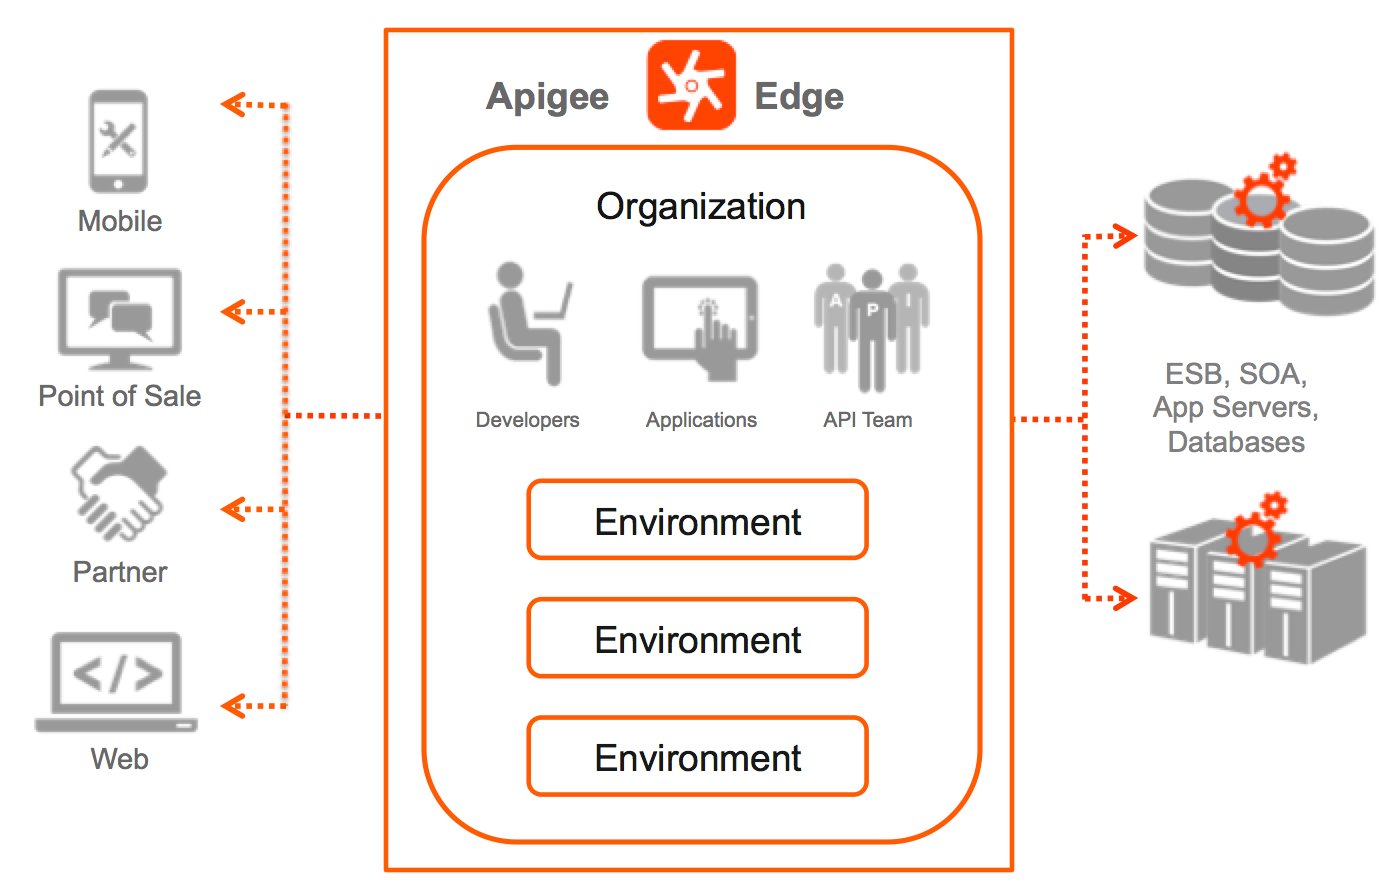 Apigee Edge
Organization
Developers
Applications
A P I
API Team
Environment
Environment
Environment
Mobile
Point of Sale
Partner
</>
Web
ESB, SOA,
App Servers,
Databases